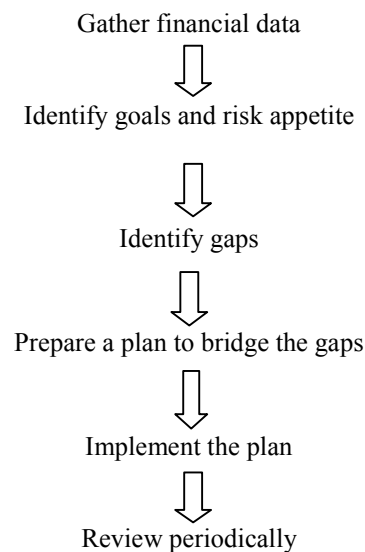 Gather financial data
Identify goals and risk appetite
Identify gaps
Prepare a plan to bridge the gaps
Implement the plan
Review periodically